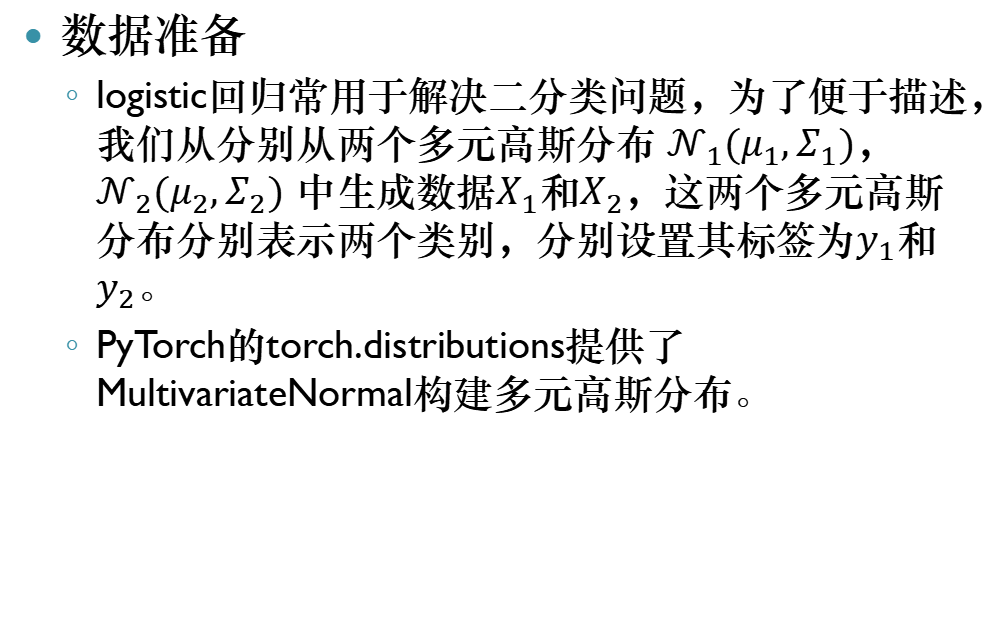 数据准备
logistic回归常用于解决二分类问题，为了便于描述，
我们从分别从两个多元高斯分布 𝒩₁(μ₁, Σ₁)，
𝒩₂(μ₂, Σ₂) 中生成数据X₁和X₂，这两个多元高斯
分布分别表示两个类别，分别设置其标签为y₁和
y₂。
PyTorch的torch.distributions提供了
MultivariateNormal构建多元高斯分布。